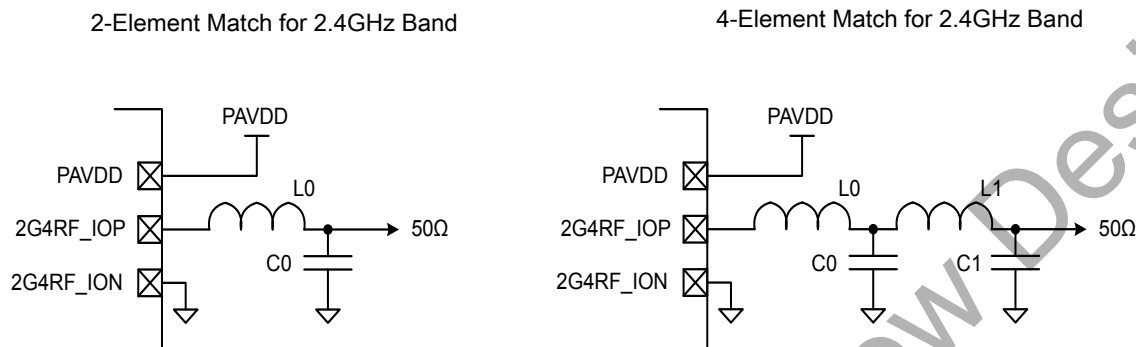 2-Element Match for 2.4GHz Band
PAVDD
PAVDD
L0
2G4RF_IOP
50Ω
C0
2G4RF_ION
4-Element Match for 2.4GHz Band
PAVDD
PAVDD
L0
L1
2G4RF_IOP
50Ω
C0
C1
2G4RF_ION